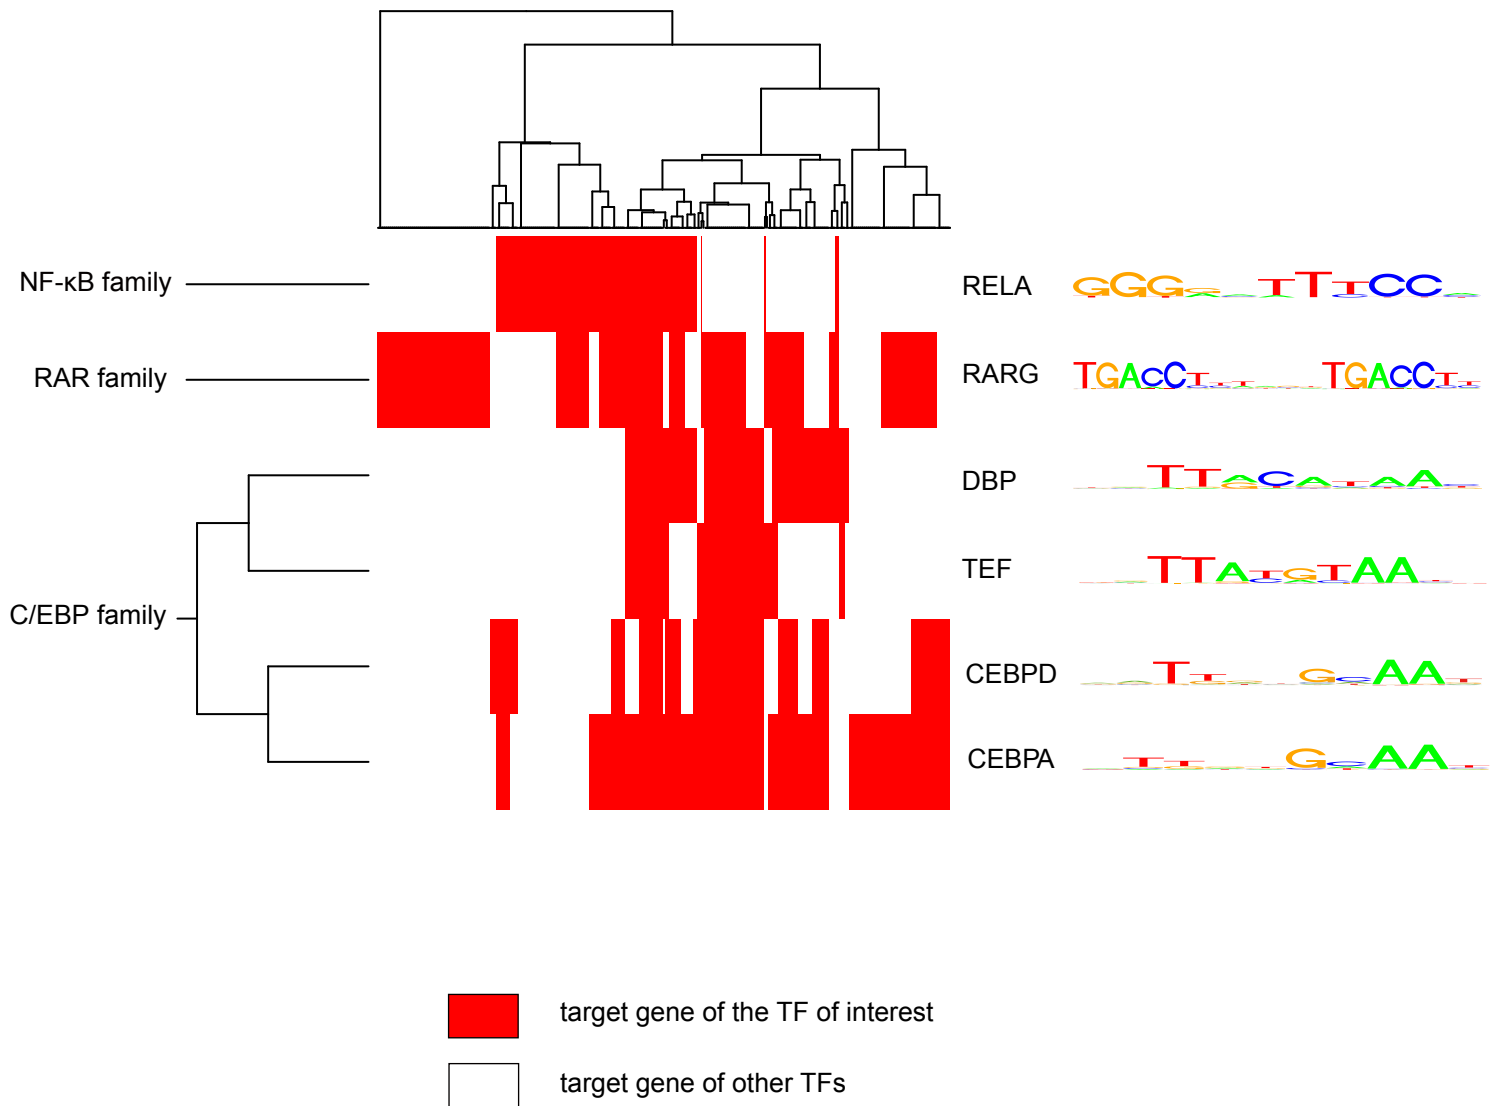 NF-κB family
RELA
RAR family
RARG
DBP
TEF
C/EBP family
CEBPD
CEBPA
target gene of the TF of interest
target gene of other TFs